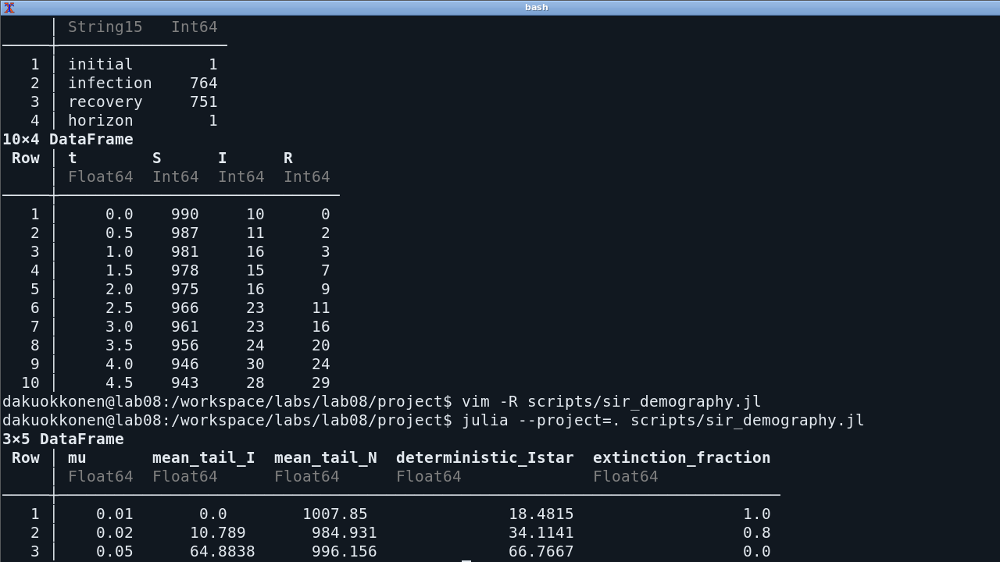 bash
String15 Int64
1 initial 1
2 infection 764
3 recovery 751
4 horizon 1
10×4 DataFrame
Row t S I R
Float64 Int64 Int64 Int64
1 0.0 990 10 0
2 0.5 987 11 2
3 1.0 981 16 3
4 1.5 978 15 7
5 2.0 975 16 9
6 2.5 966 23 11
7 3.0 961 23 16
8 3.5 956 24 20
9 4.0 946 30 24
10 4.5 943 28 29
dakuokkonen@lab08:/workspace/labs/lab08/project$ vim -R scripts/sir_demography.jl
dakuokkonen@lab08:/workspace/labs/lab08/project$ julia --project=. scripts/sir_demography.jl
3×5 DataFrame
Row mu mean_tail_I mean_tail_N deterministic_Istar extinction_fraction
Float64 Float64 Float64 Float64 Float64
1 0.01 0.0 1007.85 18.4815 1.0
2 0.02 10.789 984.931 34.1141 0.8
3 0.05 64.8838 996.156 66.7667 0.0